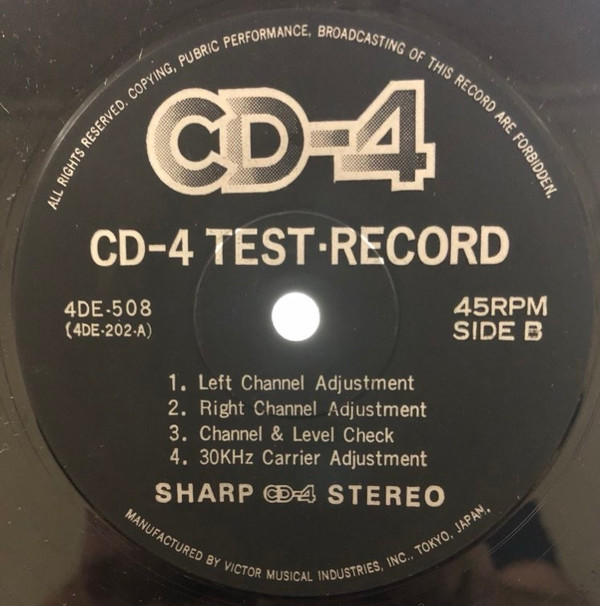 ALL RIGHTS RESERVED. COPYING, PUBRIC PERFORMANCE, BROADCASTING OF THIS RECORD ARE FORBIDDEN.
CD-4
CD-4 TEST·RECORD
4DE-508
(4DE-202-A)
45RPM
SIDE B
1. Left Channel Adjustment
2. Right Channel Adjustment
3. Channel & Level Check
4. 30KHz Carrier Adjustment
SHARP CD-4 STEREO
MANUFACTURED BY VICTOR MUSICAL INDUSTRIES, INC., TOKYO, JAPAN.